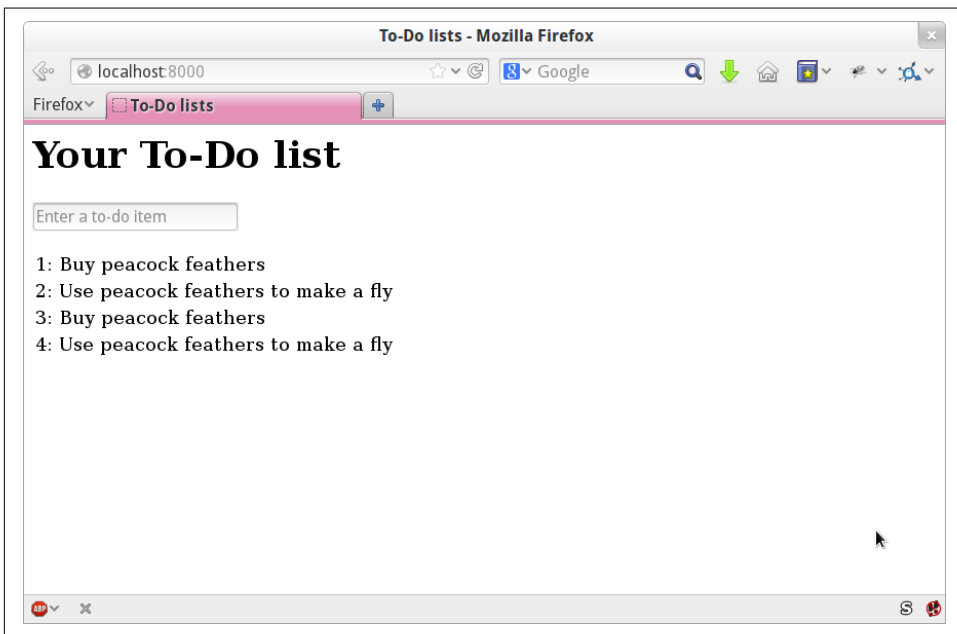 To-Do lists - Mozilla Firefox
localhost:8000
8 Google
Firefox
To-Do lists
Your To-Do list
Enter a to-do item
1: Buy peacock feathers
2: Use peacock feathers to make a fly
3: Buy peacock feathers
4: Use peacock feathers to make a fly
ABP
S